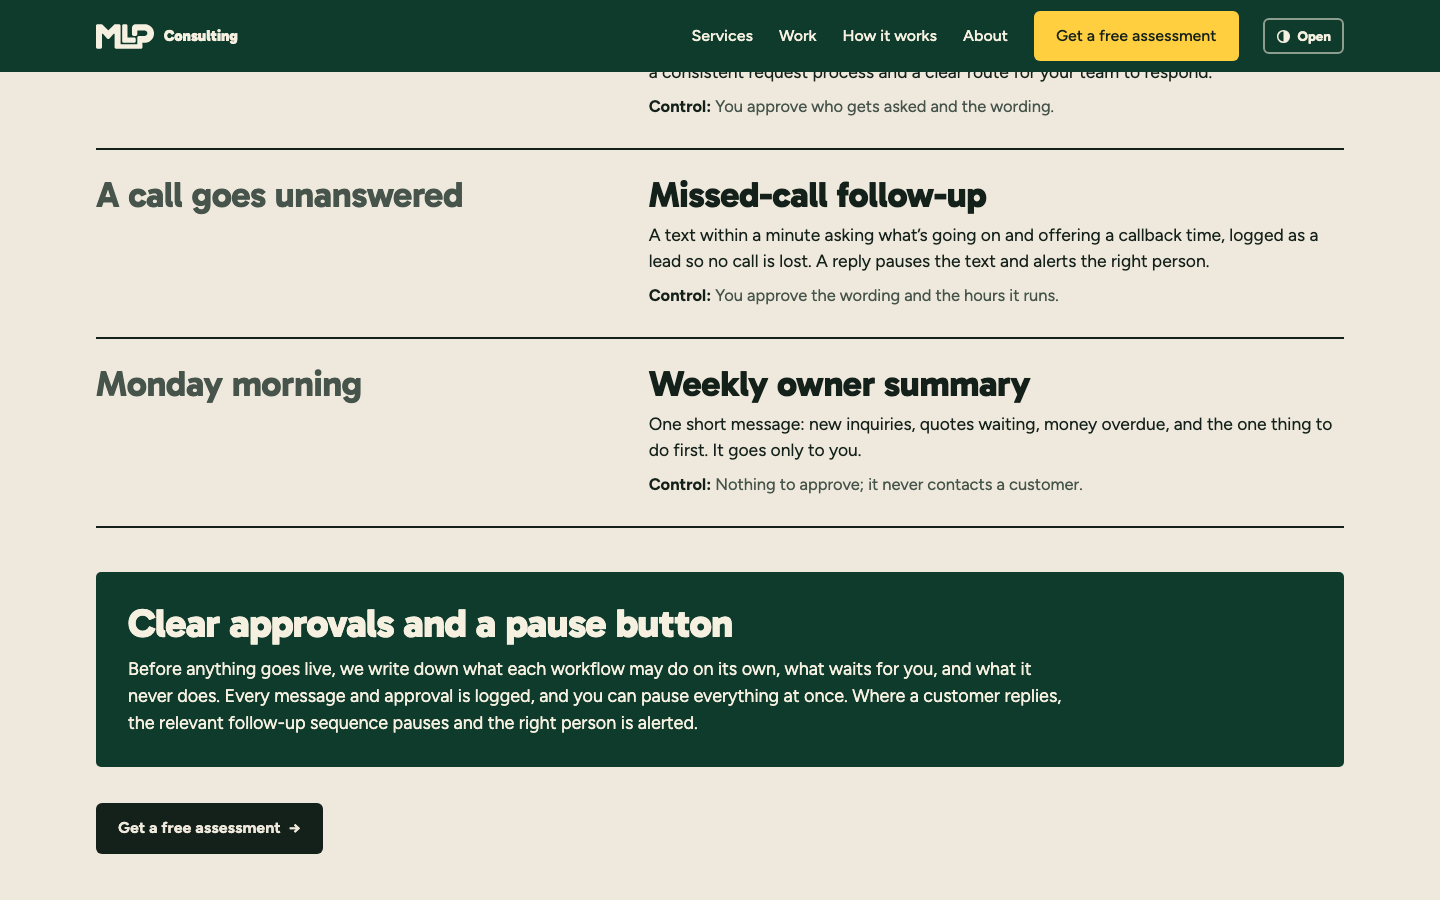 MLP Consulting
Services
Work
How it works
About
Get a free assessment
Open
a consistent request process and a clear route for your team to respond.
Control: You approve who gets asked and the wording.
A call goes unanswered
Missed-call follow-up
A text within a minute asking what’s going on and offering a callback time, logged as a
lead so no call is lost. A reply pauses the text and alerts the right person.
Control: You approve the wording and the hours it runs.
Monday morning
Weekly owner summary
One short message: new inquiries, quotes waiting, money overdue, and the one thing to
do first. It goes only to you.
Control: Nothing to approve; it never contacts a customer.
Clear approvals and a pause button
Before anything goes live, we write down what each workflow may do on its own, what waits for you, and what it
never does. Every message and approval is logged, and you can pause everything at once. Where a customer replies,
the relevant follow-up sequence pauses and the right person is alerted.
Get a free assessment →